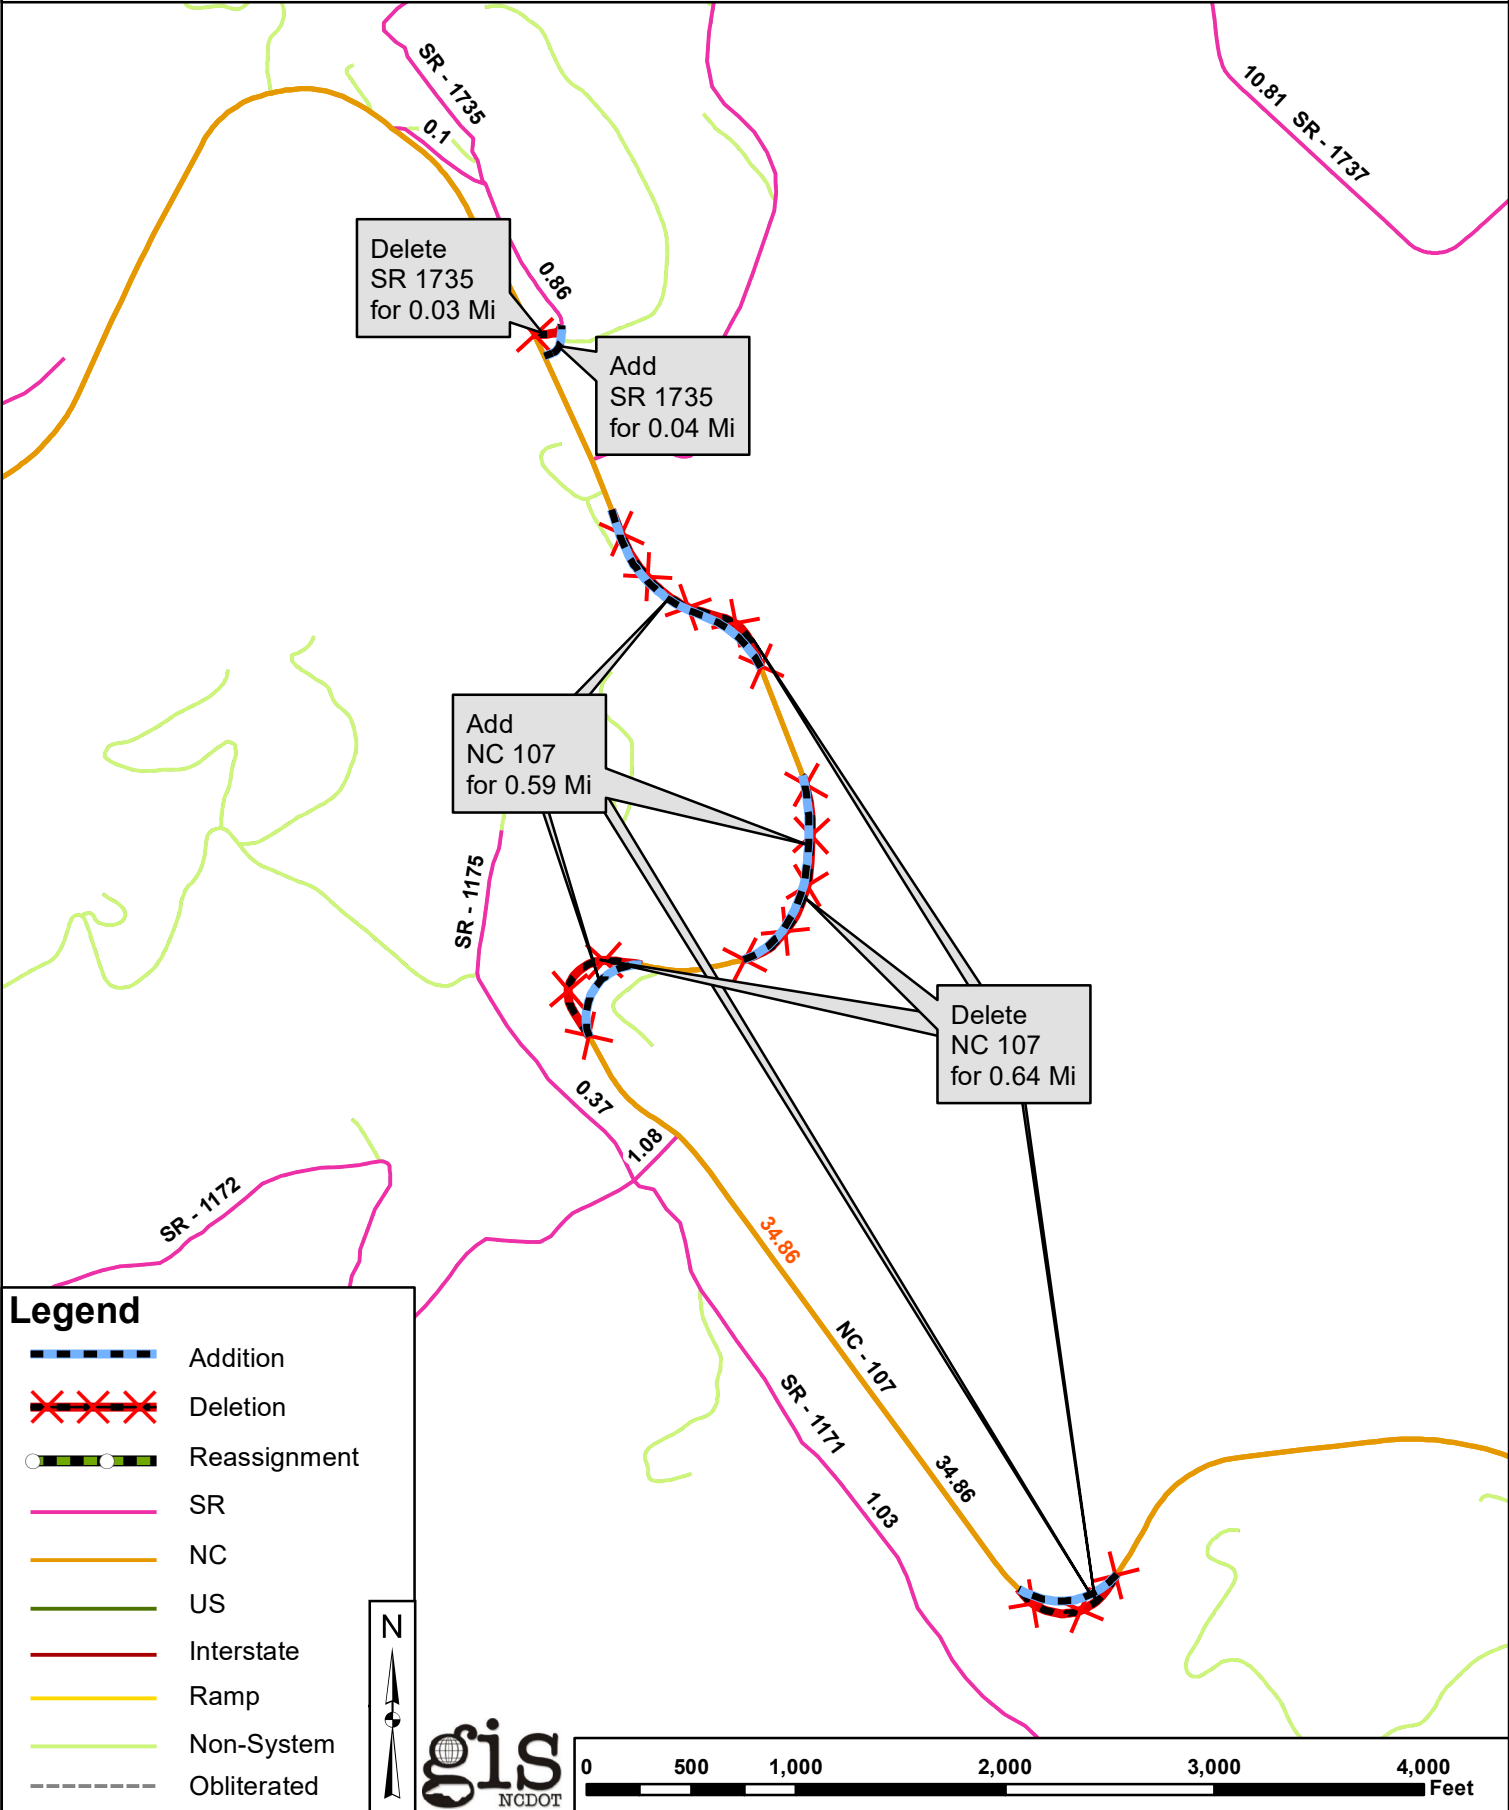 SR - 1735
0.1
10.81
SR - 1737
Delete
SR 1735
for 0.03 Mi
0.86
Add
SR 1735
for 0.04 Mi
Add
NC 107
for 0.59 Mi
SR - 1175
Delete
NC 107
for 0.64 Mi
0.37
1.08
SR - 1172
34.86
NC - 107
SR - 1171
34.86
1.03
Legend
Addition
Deletion
Reassignment
SR
NC
US
Interstate
Ramp
Non-System
Obliterated
N
gis
NCDOT
0 500 1,000 2,000 3,000 4,000
Feet